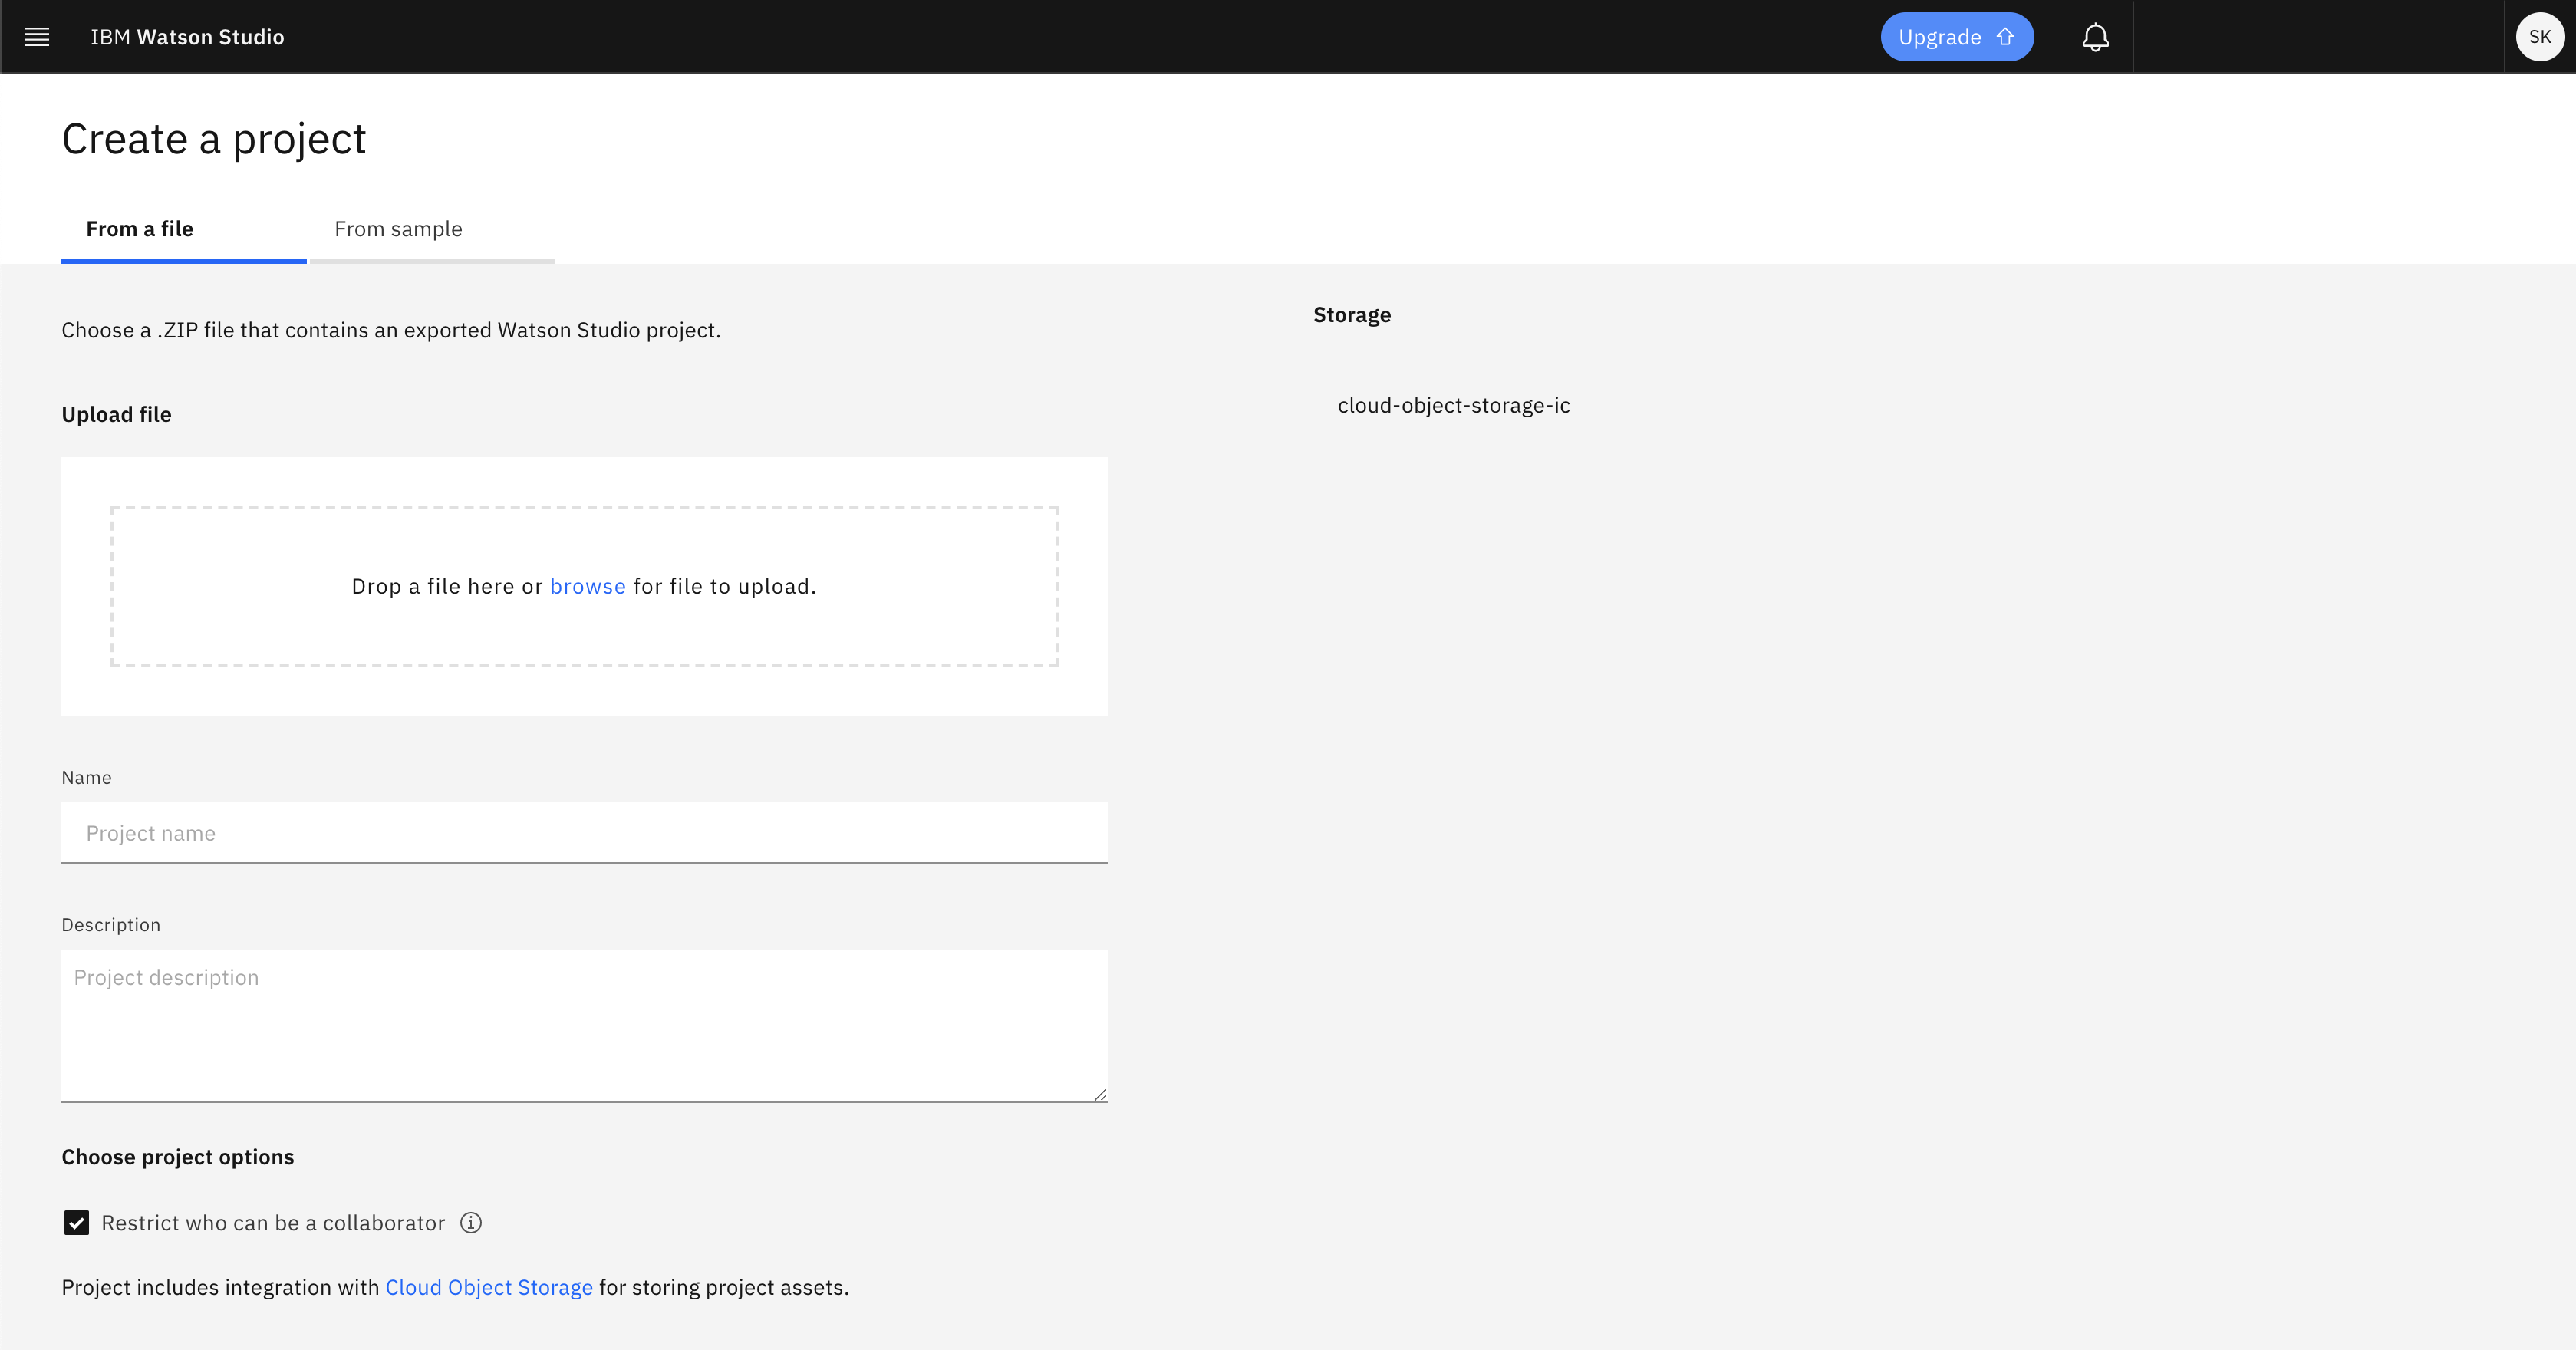 IBM Watson Studio
Upgrade
SK
Create a project
From a file
From sample
Choose a .ZIP file that contains an exported Watson Studio project.
Storage
cloud-object-storage-ic
Upload file
Drop a file here or browse for file to upload.
Name
Project name
Description
Project description
Choose project options
Restrict who can be a collaborator
Project includes integration with Cloud Object Storage for storing project assets.